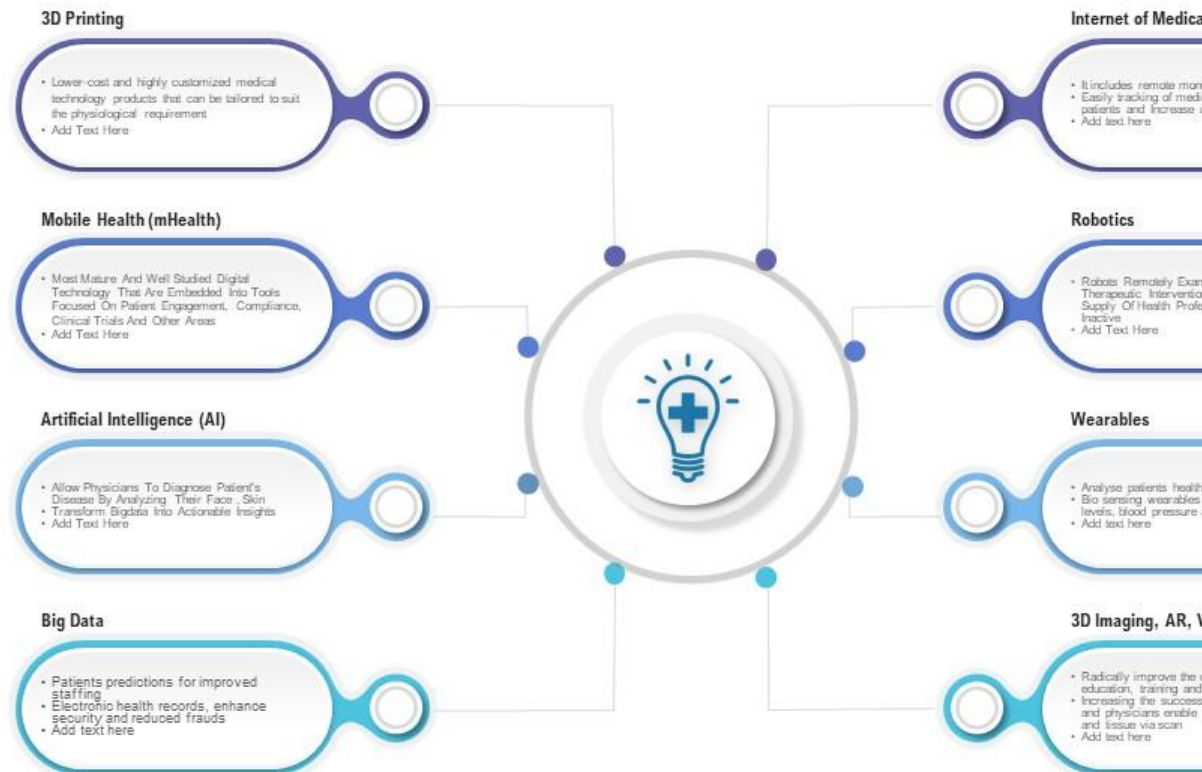 3D Printing
• Lower-cost and highly customized medical
technology products that can be tailored to suit
the physiological requirement
• Add Text Here
Mobile Health (mHealth)
• Most Mature And Well Studied Digital
Technology That Are Embedded Into Tools
Focused On Patient Engagement, Compliance,
Clinical Trials And Other Areas
• Add Text Here
Artificial Intelligence (AI)
• Allow Physicians To Diagnose Patient's
Disease By Analyzing Their Face , Skin
• Transform Bigdata Into Actionable Insights
• Add Text Here
Big Data
• Patients predictions for improved
staffing
• Electronic health records, enhance
security and reduced frauds
• Add text here
Internet of
• It includes remote
• Easily tracking of
patients and Increase
• Add text here
Robotics
• Robots Remotely
Therapeutic
Supply Of Health
Inactive
• Add Text Here
Wearables
• Analyse patients health
• Bio sensing wearables
levels, blood pressure
• Add text here
3D Imaging, AR,
• Radically improve the
education, training and
• Increasing the success
and physicians enable
and tissue via scan
• Add text here